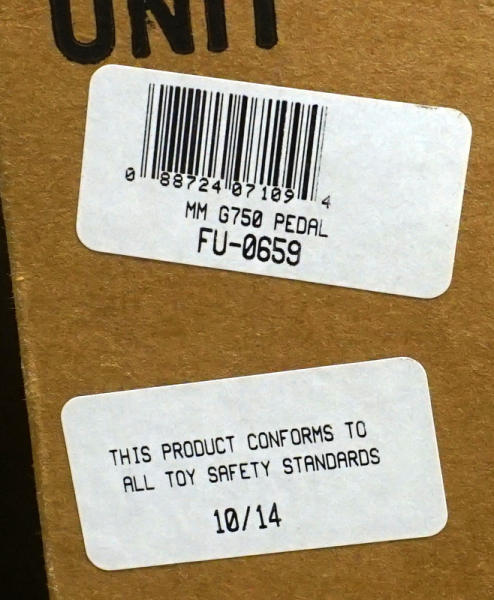 UNIT
0 88724 07109 4
MM G750 PEDAL
FU-0659
THIS PRODUCT CONFORMS TO
ALL TOY SAFETY STANDARDS
10/14